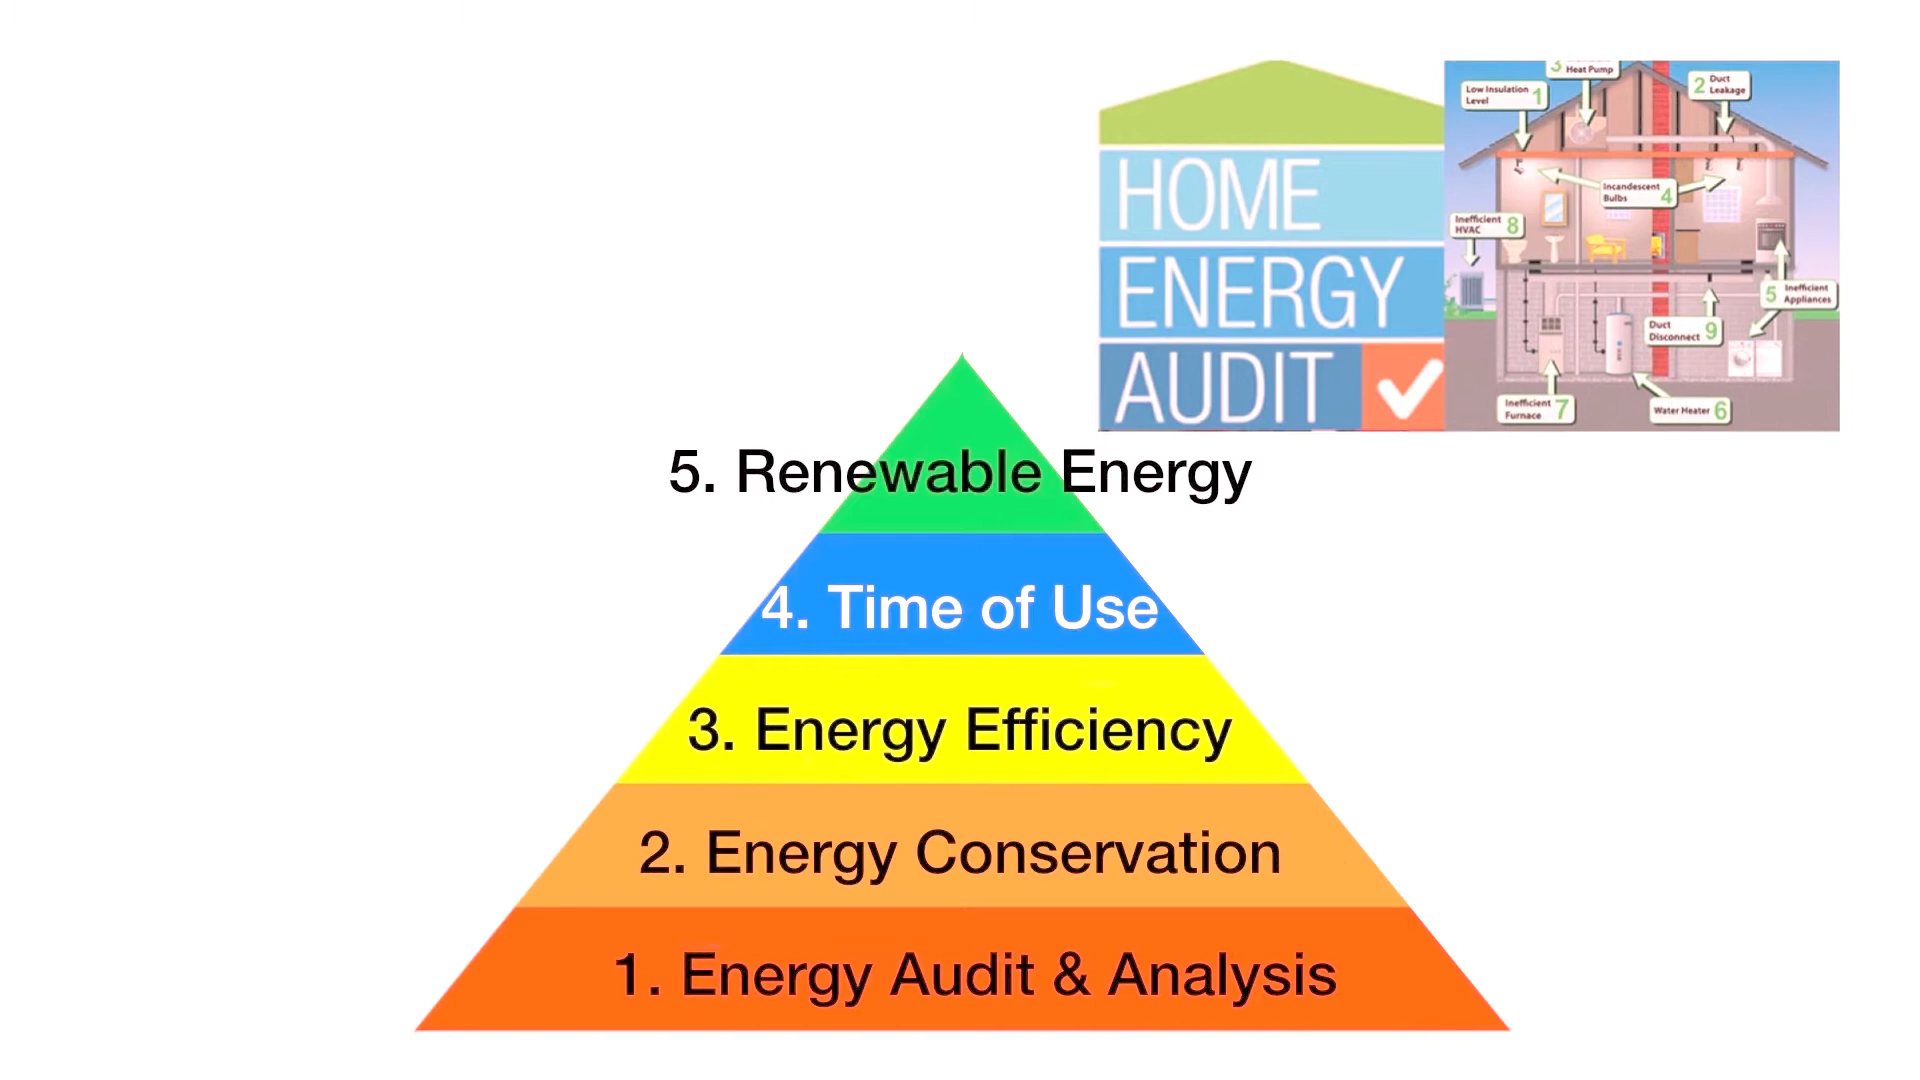 3
Heat Pump
Low Insulation
Level 1
2 Duct
Leakage
HOME
ENERGY
AUDIT
Incandescent
Bulbs 4
Inefficient
HVAC 8
5 Inefficient
Appliances
Duct
Disconnect 9
Inefficient
Furnace 7
Water Heater 6
5. Renewable Energy
4. Time of Use
3. Energy Efficiency
2. Energy Conservation
1. Energy Audit & Analysis